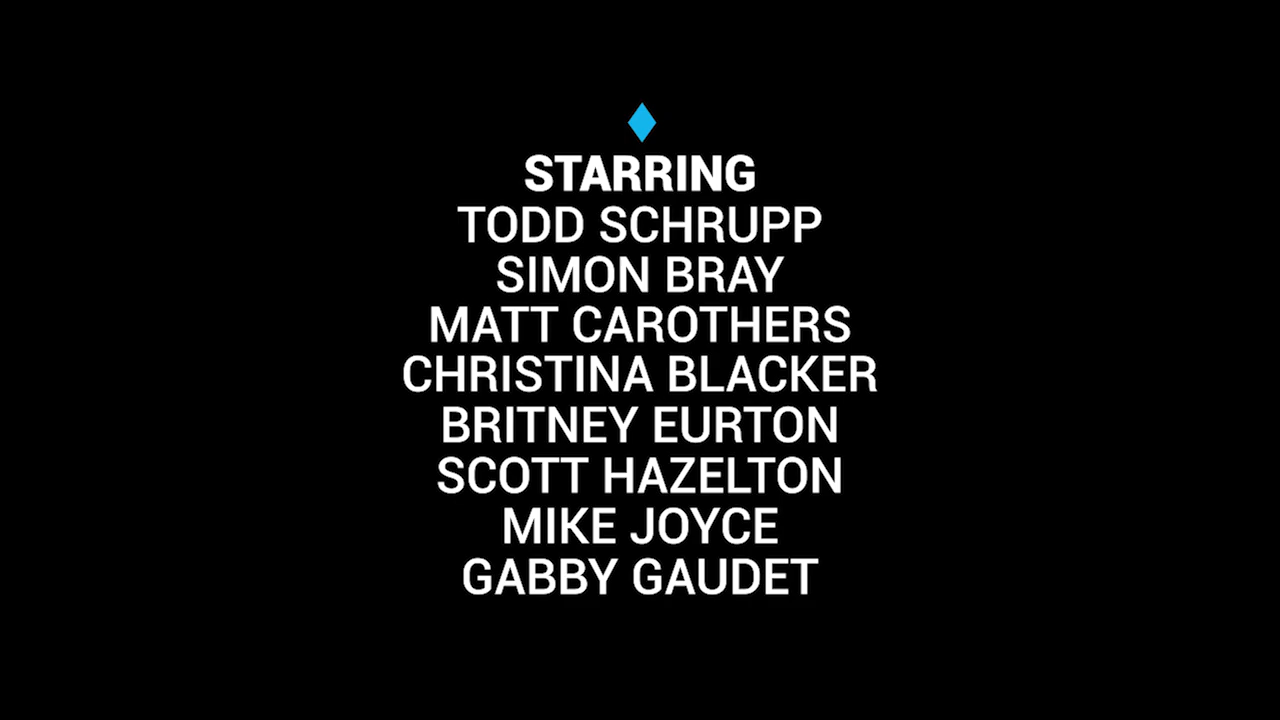 STARRING
TODD SCHRUPP
SIMON BRAY
MATT CAROTHERS
CHRISTINA BLACKER
BRITNEY EURTON
SCOTT HAZELTON
MIKE JOYCE
GABBY GAUDET